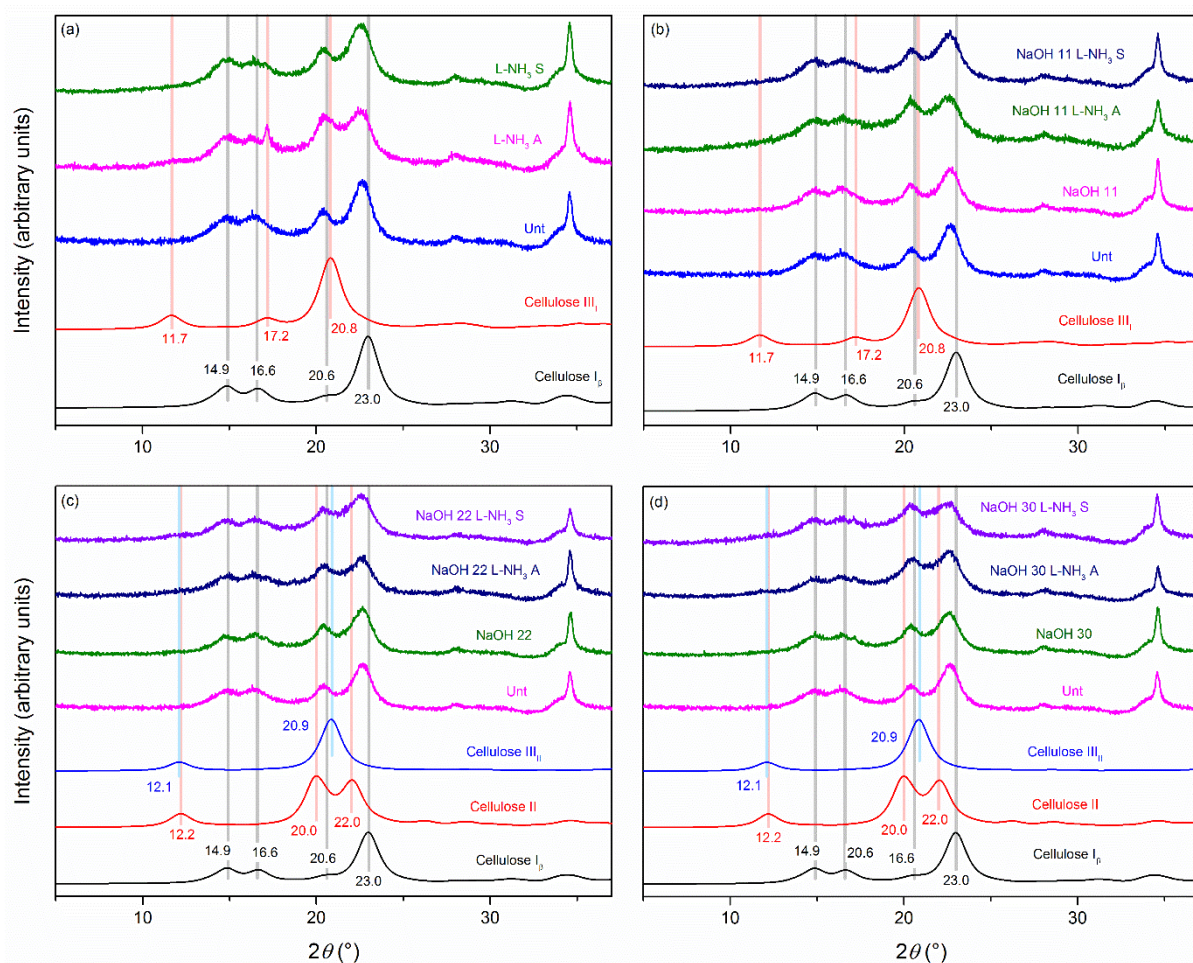 (a)
L-NH₃ S
L-NH₃ A
Unt
Cellulose IIIᵢ
11.7
17.2
20.8
14.9
16.6
20.6
23.0
Cellulose Iᵦ
10
20
30
Intensity (arbitrary units)
(b)
NaOH 11 L-NH₃ S
NaOH 11 L-NH₃ A
NaOH 11
Unt
Cellulose IIIᵢ
11.7
17.2
20.8
14.9
16.6
20.6
23.0
Cellulose Iᵦ
10
20
30
(c)
NaOH 22 L-NH₃ S
NaOH 22 L-NH₃ A
NaOH 22
Unt
20.9
Cellulose IIIᵢᵢ
12.1
Cellulose II
12.2
20.0
22.0
14.9
16.6
20.6
23.0
Cellulose Iᵦ
10
20
30
2θ (°)
Intensity (arbitrary units)
(d)
NaOH 30 L-NH₃ S
NaOH 30 L-NH₃ A
NaOH 30
Unt
20.9
Cellulose IIIᵢᵢ
12.1
Cellulose II
12.2
20.0
22.0
14.9
20.6
16.6
23.0
Cellulose Iᵦ
10
20
30
2θ (°)